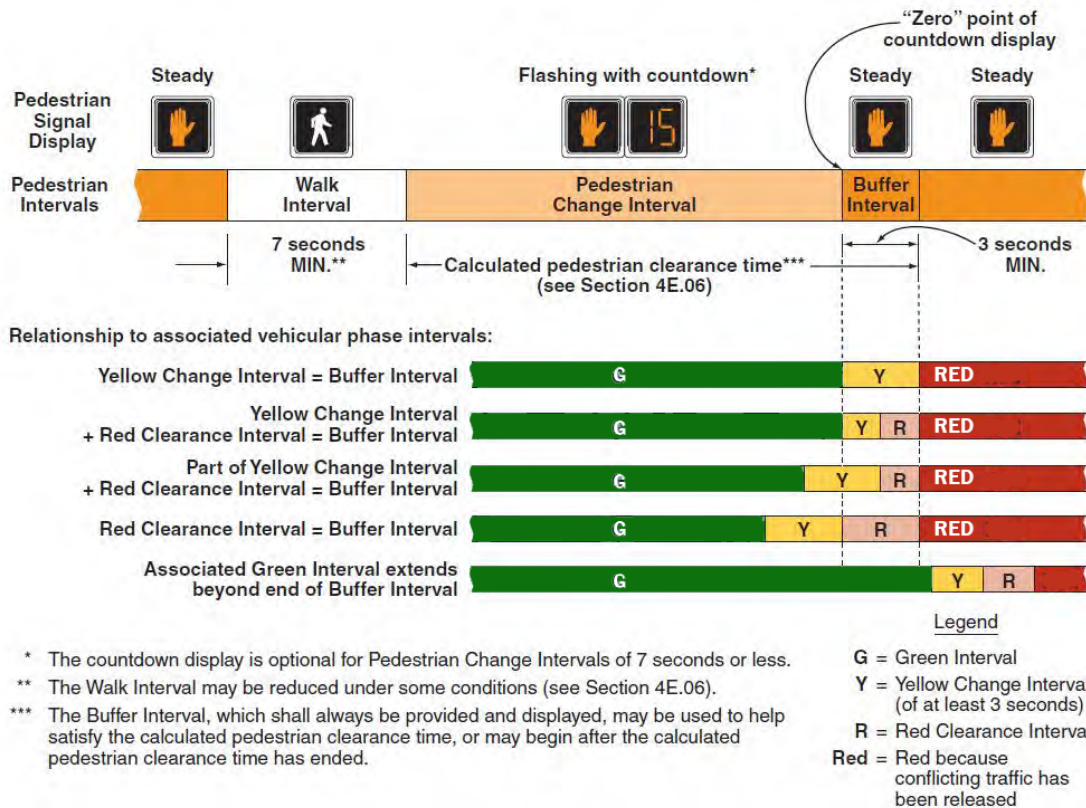 "Zero" point of
countdown display
Steady
Flashing with countdown*
Steady
Steady
Pedestrian
Signal
Display
15
Pedestrian
Intervals
Walk
Interval
Pedestrian
Change Interval
Buffer
Interval
7 seconds
MIN.**
Calculated pedestrian clearance time***
(see Section 4E.06)
3 seconds
MIN.
Relationship to associated vehicular phase intervals:
Yellow Change Interval = Buffer Interval
G
Y
RED
Yellow Change Interval
+ Red Clearance Interval = Buffer Interval
G
Y
R
RED
Part of Yellow Change Interval
+ Red Clearance Interval = Buffer Interval
G
Y
R
RED
Red Clearance Interval = Buffer Interval
G
Y
R
RED
Associated Green Interval extends
beyond end of Buffer Interval
G
Y
R
* The countdown display is optional for Pedestrian Change Intervals of 7 seconds or less.
** The Walk Interval may be reduced under some conditions (see Section 4E.06).
*** The Buffer Interval, which shall always be provided and displayed, may be used to help
satisfy the calculated pedestrian clearance time, or may begin after the calculated
pedestrian clearance time has ended.
Legend
G = Green Interval
Y = Yellow Change Interva
(of at least 3 seconds)
R = Red Clearance Interva
Red = Red because
conflicting traffic has
been released